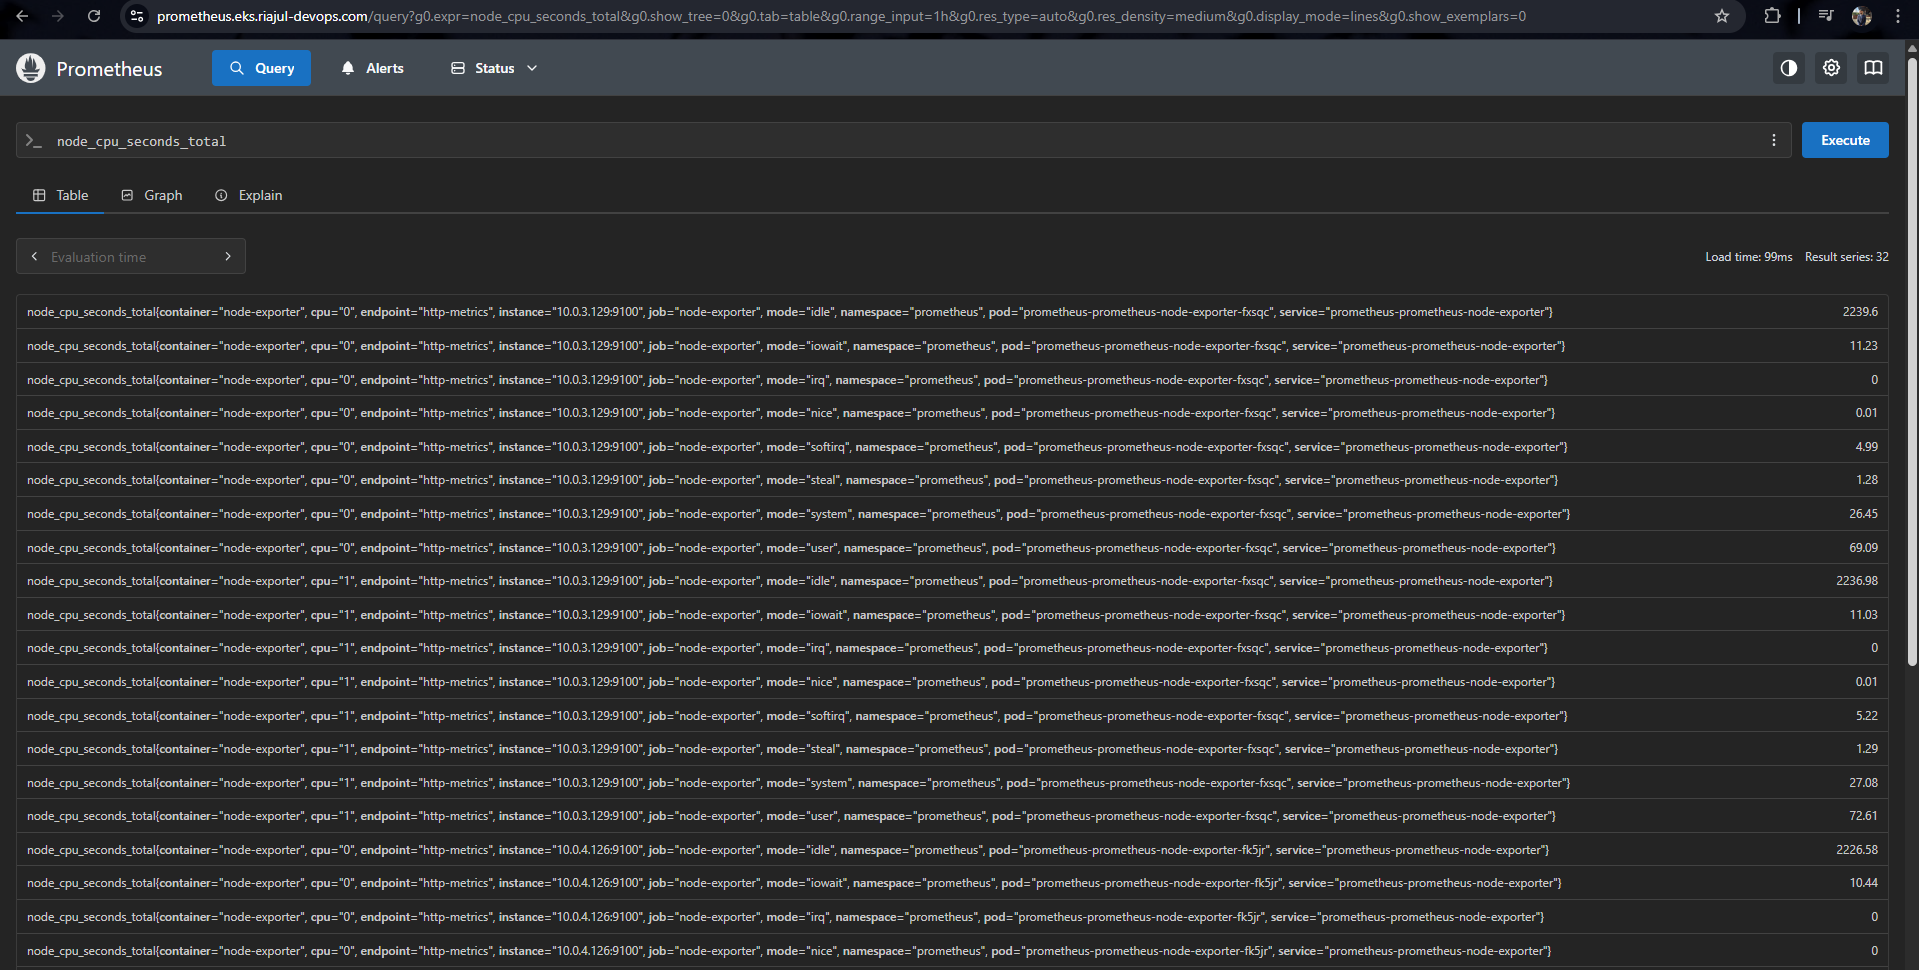 prometheus.eks.riajul-devops.com/query?g0.expr=node_cpu_seconds_total&g0.show_tree=0&g0.tab=table&g0.range_input=1h&g0.res_type=auto&g0.res_density=medium&g0.display_mode=lines&g0.show_exemplars=0
Prometheus Query Alerts Status
node_cpu_seconds_total Execute
Table Graph Explain
Evaluation time Load time: 99ms Result series: 32
node_cpu_seconds_total{container="node-exporter", cpu="0", endpoint="http-metrics", instance="10.0.3.129:9100", job="node-exporter", mode="idle", namespace="prometheus", pod="prometheus-prometheus-node-exporter-fxsqc", service="prometheus-prometheus-node-exporter"} 2239.6
node_cpu_seconds_total{container="node-exporter", cpu="0", endpoint="http-metrics", instance="10.0.3.129:9100", job="node-exporter", mode="iowait", namespace="prometheus", pod="prometheus-prometheus-node-exporter-fxsqc", service="prometheus-prometheus-node-exporter"} 11.23
node_cpu_seconds_total{container="node-exporter", cpu="0", endpoint="http-metrics", instance="10.0.3.129:9100", job="node-exporter", mode="irq", namespace="prometheus", pod="prometheus-prometheus-node-exporter-fxsqc", service="prometheus-prometheus-node-exporter"} 0
node_cpu_seconds_total{container="node-exporter", cpu="0", endpoint="http-metrics", instance="10.0.3.129:9100", job="node-exporter", mode="nice", namespace="prometheus", pod="prometheus-prometheus-node-exporter-fxsqc", service="prometheus-prometheus-node-exporter"} 0.01
node_cpu_seconds_total{container="node-exporter", cpu="0", endpoint="http-metrics", instance="10.0.3.129:9100", job="node-exporter", mode="softirq", namespace="prometheus", pod="prometheus-prometheus-node-exporter-fxsqc", service="prometheus-prometheus-node-exporter"} 4.99
node_cpu_seconds_total{container="node-exporter", cpu="0", endpoint="http-metrics", instance="10.0.3.129:9100", job="node-exporter", mode="steal", namespace="prometheus", pod="prometheus-prometheus-node-exporter-fxsqc", service="prometheus-prometheus-node-exporter"} 1.28
node_cpu_seconds_total{container="node-exporter", cpu="0", endpoint="http-metrics", instance="10.0.3.129:9100", job="node-exporter", mode="system", namespace="prometheus", pod="prometheus-prometheus-node-exporter-fxsqc", service="prometheus-prometheus-node-exporter"} 26.45
node_cpu_seconds_total{container="node-exporter", cpu="0", endpoint="http-metrics", instance="10.0.3.129:9100", job="node-exporter", mode="user", namespace="prometheus", pod="prometheus-prometheus-node-exporter-fxsqc", service="prometheus-prometheus-node-exporter"} 69.09
node_cpu_seconds_total{container="node-exporter", cpu="1", endpoint="http-metrics", instance="10.0.3.129:9100", job="node-exporter", mode="idle", namespace="prometheus", pod="prometheus-prometheus-node-exporter-fxsqc", service="prometheus-prometheus-node-exporter"} 2236.98
node_cpu_seconds_total{container="node-exporter", cpu="1", endpoint="http-metrics", instance="10.0.3.129:9100", job="node-exporter", mode="iowait", namespace="prometheus", pod="prometheus-prometheus-node-exporter-fxsqc", service="prometheus-prometheus-node-exporter"} 11.03
node_cpu_seconds_total{container="node-exporter", cpu="1", endpoint="http-metrics", instance="10.0.3.129:9100", job="node-exporter", mode="irq", namespace="prometheus", pod="prometheus-prometheus-node-exporter-fxsqc", service="prometheus-prometheus-node-exporter"} 0
node_cpu_seconds_total{container="node-exporter", cpu="1", endpoint="http-metrics", instance="10.0.3.129:9100", job="node-exporter", mode="nice", namespace="prometheus", pod="prometheus-prometheus-node-exporter-fxsqc", service="prometheus-prometheus-node-exporter"} 0.01
node_cpu_seconds_total{container="node-exporter", cpu="1", endpoint="http-metrics", instance="10.0.3.129:9100", job="node-exporter", mode="softirq", namespace="prometheus", pod="prometheus-prometheus-node-exporter-fxsqc", service="prometheus-prometheus-node-exporter"} 5.22
node_cpu_seconds_total{container="node-exporter", cpu="1", endpoint="http-metrics", instance="10.0.3.129:9100", job="node-exporter", mode="steal", namespace="prometheus", pod="prometheus-prometheus-node-exporter-fxsqc", service="prometheus-prometheus-node-exporter"} 1.29
node_cpu_seconds_total{container="node-exporter", cpu="1", endpoint="http-metrics", instance="10.0.3.129:9100", job="node-exporter", mode="system", namespace="prometheus", pod="prometheus-prometheus-node-exporter-fxsqc", service="prometheus-prometheus-node-exporter"} 27.08
node_cpu_seconds_total{container="node-exporter", cpu="1", endpoint="http-metrics", instance="10.0.3.129:9100", job="node-exporter", mode="user", namespace="prometheus", pod="prometheus-prometheus-node-exporter-fxsqc", service="prometheus-prometheus-node-exporter"} 72.61
node_cpu_seconds_total{container="node-exporter", cpu="0", endpoint="http-metrics", instance="10.0.4.126:9100", job="node-exporter", mode="idle", namespace="prometheus", pod="prometheus-prometheus-node-exporter-fk5jr", service="prometheus-prometheus-node-exporter"} 2226.58
node_cpu_seconds_total{container="node-exporter", cpu="0", endpoint="http-metrics", instance="10.0.4.126:9100", job="node-exporter", mode="iowait", namespace="prometheus", pod="prometheus-prometheus-node-exporter-fk5jr", service="prometheus-prometheus-node-exporter"} 10.44
node_cpu_seconds_total{container="node-exporter", cpu="0", endpoint="http-metrics", instance="10.0.4.126:9100", job="node-exporter", mode="irq", namespace="prometheus", pod="prometheus-prometheus-node-exporter-fk5jr", service="prometheus-prometheus-node-exporter"} 0
node_cpu_seconds_total{container="node-exporter", cpu="0", endpoint="http-metrics", instance="10.0.4.126:9100", job="node-exporter", mode="nice", namespace="prometheus", pod="prometheus-prometheus-node-exporter-fk5jr", service="prometheus-prometheus-node-exporter"} 0